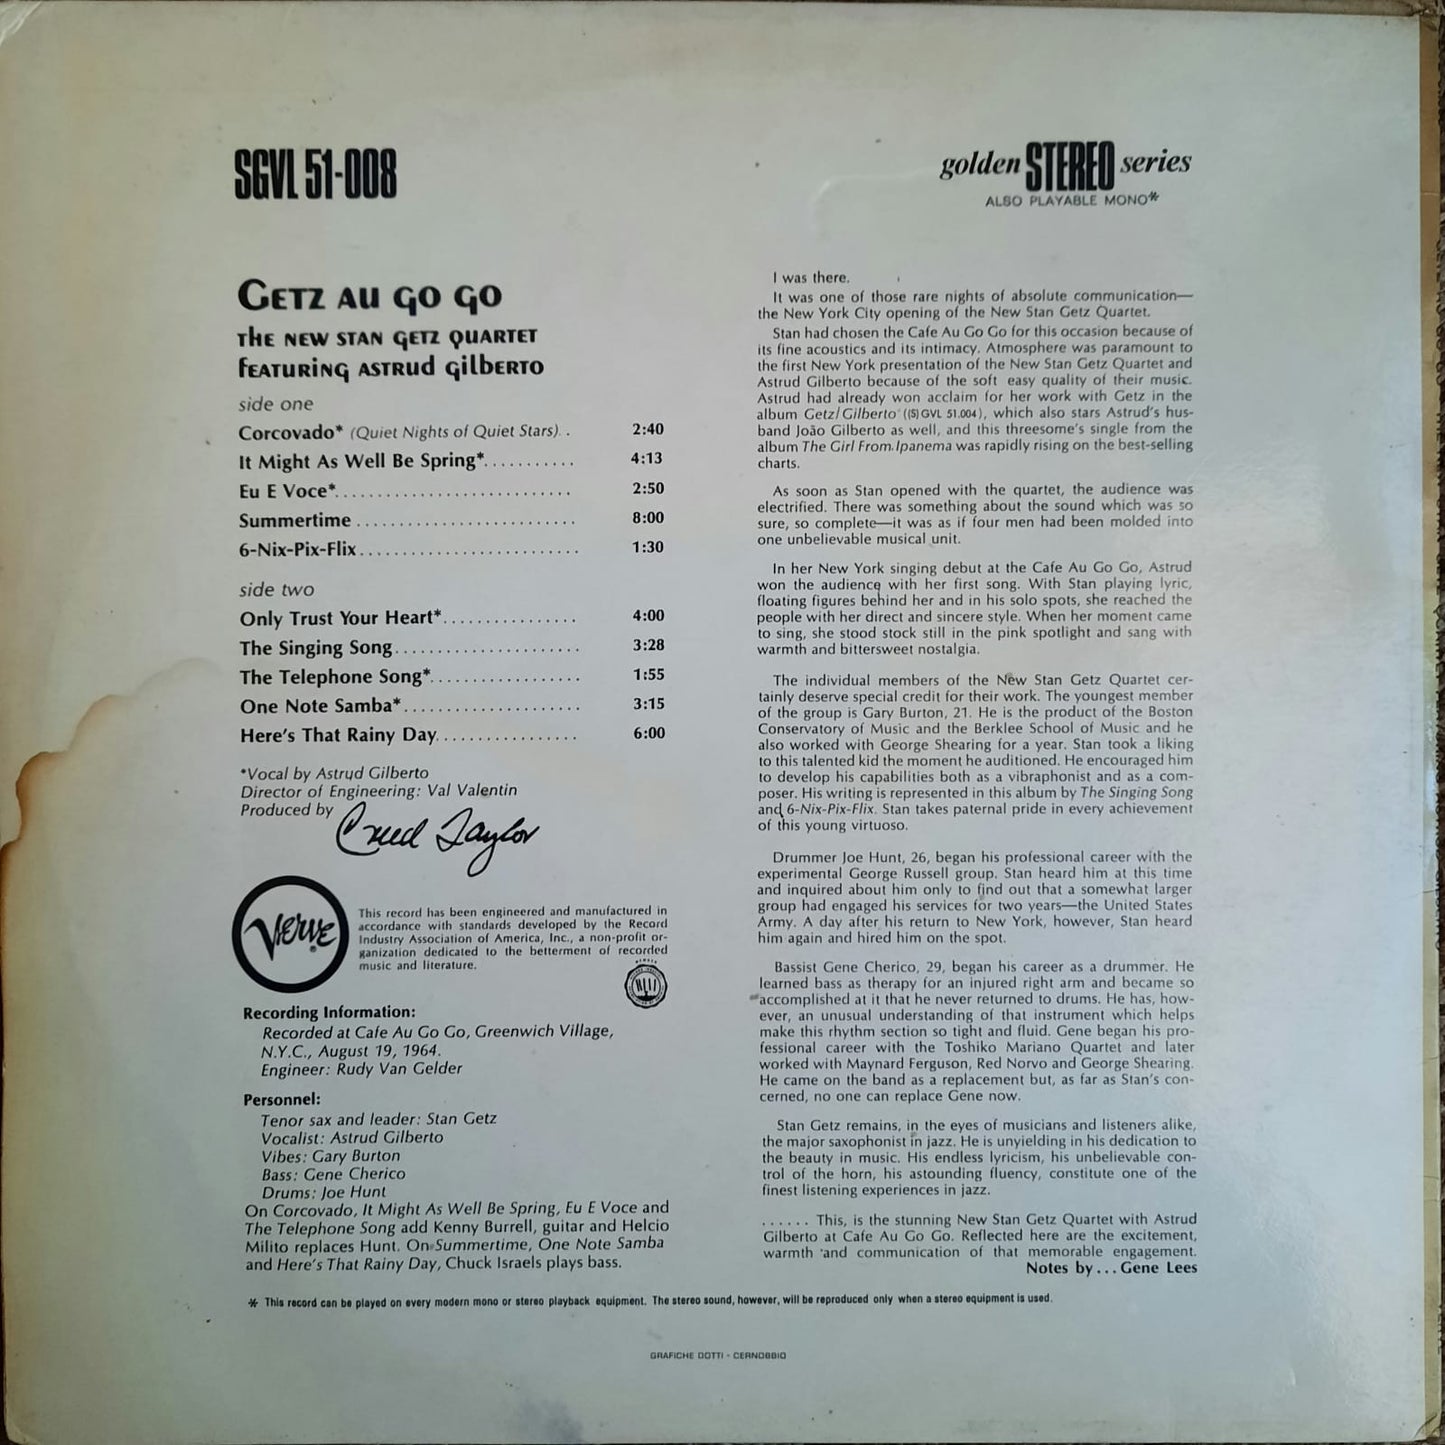 SGVL 51-008
golden STEREO series
ALSO PLAYABLE MONO*
GETZ AU GO GO
THE NEW STAN GETZ QUARTET
FEATURING ASTRUD GILBERTO
side one
Corcovado* (Quiet Nights of Quiet Stars). . 2:40
It Might As Well Be Spring*. . . . . . . . . . . 4:13
Eu E Voce*. . . . . . . . . . . . . . . . . . . . . . . . . . . . 2:50
Summertime . . . . . . . . . . . . . . . . . . . . . . . . . . 8:00
6-Nix-Pix-Flix . . . . . . . . . . . . . . . . . . . . . . . . . . 1:30
side two
Only Trust Your Heart*. . . . . . . . . . . . . . . . 4:00
The Singing Song. . . . . . . . . . . . . . . . . . . . . . 3:28
The Telephone Song*. . . . . . . . . . . . . . . . . . 1:55
One Note Samba*. . . . . . . . . . . . . . . . . . . . . 3:15
Here's That Rainy Day. . . . . . . . . . . . . . . . . 6:00
*Vocal by Astrud Gilberto
Director of Engineering: Val Valentin
Produced by Creed Taylor
VERVE
®
This record has been engineered and manufactured in
accordance with standards developed by the Record
Industry Association of America, Inc., a non-profit or-
ganization dedicated to the betterment of recorded
music and literature.
Recording Information:
Recorded at Cafe Au Go Go, Greenwich Village,
N.Y.C., August 19, 1964.
Engineer: Rudy Van Gelder
Personnel:
Tenor sax and leader: Stan Getz
Vocalist: Astrud Gilberto
Vibes: Gary Burton
Bass: Gene Cherico
Drums: Joe Hunt
On Corcovado, It Might As Well Be Spring, Eu E Voce and
The Telephone Song add Kenny Burrell, guitar and Helcio
Milito replaces Hunt. On Summertime, One Note Samba
and Here's That Rainy Day, Chuck Israels plays bass.
I was there.
It was one of those rare nights of absolute communication—
the New York City opening of the New Stan Getz Quartet.
Stan had chosen the Cafe Au Go Go for this occasion because of
its fine acoustics and its intimacy. Atmosphere was paramount to
the first New York presentation of the New Stan Getz Quartet and
Astrud Gilberto because of the soft easy quality of their music.
Astrud had already won acclaim for her work with Getz in the
album Getz/Gilberto ((S)GVL 51.004), which also stars Astrud's hus-
band João Gilberto as well, and this threesome's single from the
album The Girl From Ipanema was rapidly rising on the best-selling
charts.
As soon as Stan opened with the quartet, the audience was
electrified. There was something about the sound which was so
sure, so complete—it was as if four men had been molded into
one unbelievable musical unit.
In her New York singing debut at the Cafe Au Go Go, Astrud
won the audience with her first song. With Stan playing lyric,
floating figures behind her and in his solo spots, she reached the
people with her direct and sincere style. When her moment came
to sing, she stood stock still in the pink spotlight and sang with
warmth and bittersweet nostalgia.
The individual members of the New Stan Getz Quartet cer-
tainly deserve special credit for their work. The youngest member
of the group is Gary Burton, 21. He is the product of the Boston
Conservatory of Music and the Berklee School of Music and he
also worked with George Shearing for a year. Stan took a liking
to this talented kid the moment he auditioned. He encouraged him
to develop his capabilities both as a vibraphonist and as a com-
poser. His writing is represented in this album by The Singing Song
and 6-Nix-Pix-Flix. Stan takes paternal pride in every achievement
of this young virtuoso.
Drummer Joe Hunt, 26, began his professional career with the
experimental George Russell group. Stan heard him at this time
and inquired about him only to find out that a somewhat larger
group had engaged his services for two years—the United States
Army. A day after his return to New York, however, Stan heard
him again and hired him on the spot.
Bassist Gene Cherico, 29, began his career as a drummer. He
learned bass as therapy for an injured right arm and became so
accomplished at it that he never returned to drums. He has, how-
ever, an unusual understanding of that instrument which helps
make this rhythm section so tight and fluid. Gene began his pro-
fessional career with the Toshiko Mariano Quartet and later
worked with Maynard Ferguson, Red Norvo and George Shearing.
He came on the band as a replacement but, as far as Stan's con-
cerned, no one can replace Gene now.
Stan Getz remains, in the eyes of musicians and listeners alike,
the major saxophonist in jazz. He is unyielding in his dedication to
the beauty in music. His endless lyricism, his unbelievable con-
trol of the horn, his astounding fluency, constitute one of the
finest listening experiences in jazz.
. . . . . . This, is the stunning New Stan Getz Quartet with Astrud
Gilberto at Cafe Au Go Go. Reflected here are the excitement,
warmth and communication of that memorable engagement.
Notes by . . . Gene Lees
* This record can be played on every modern mono or stereo playback equipment. The stereo sound, however, will be reproduced only when a stereo equipment is used.
GRAFICHE DOTTI - CERNOBBIO